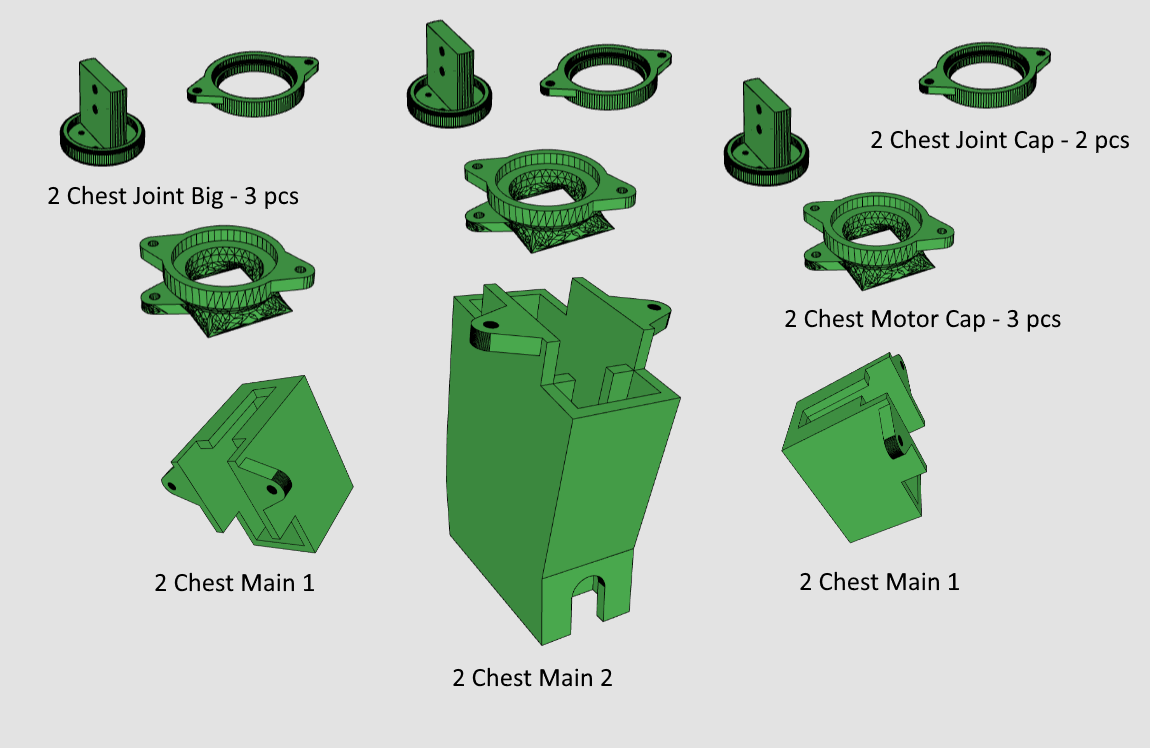 2 Chest Joint Cap - 2 pcs
2 Chest Joint Big - 3 pcs
2 Chest Motor Cap - 3 pcs
2 Chest Main 1
2 Chest Main 1
2 Chest Main 2